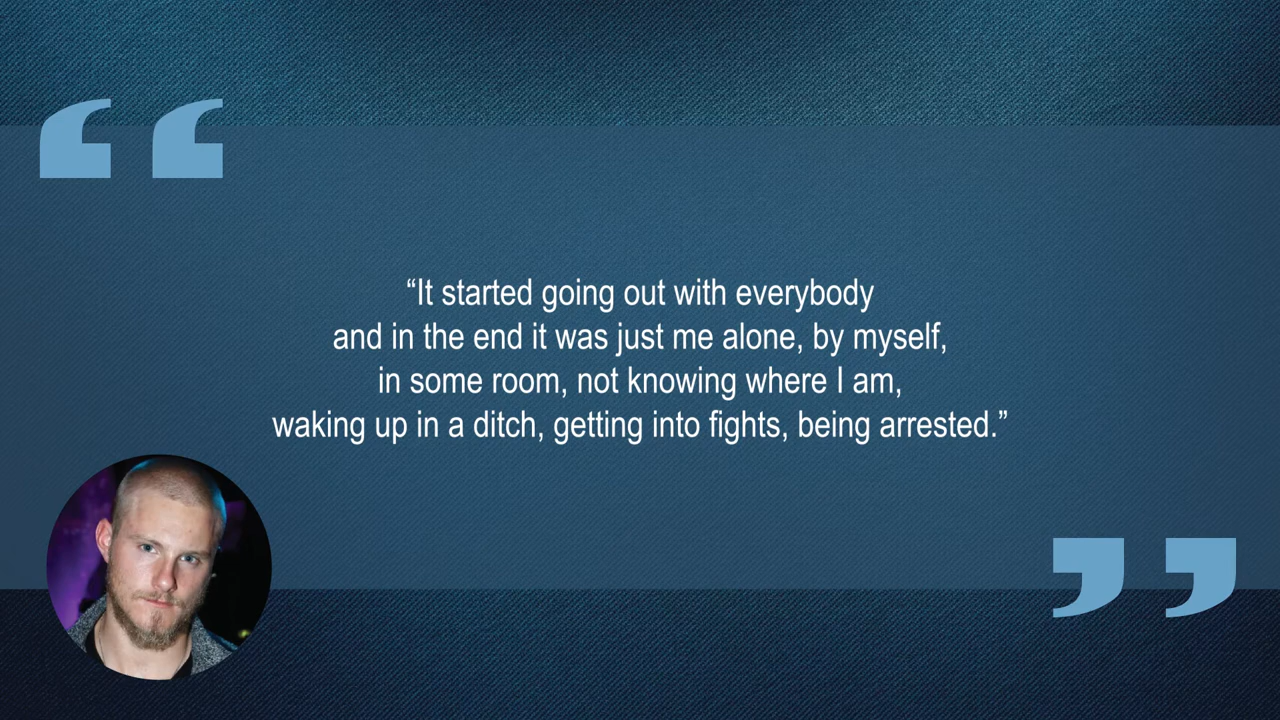 “It started going out with everybody
and in the end it was just me alone, by myself,
in some room, not knowing where I am,
waking up in a ditch, getting into fights, being arrested.”